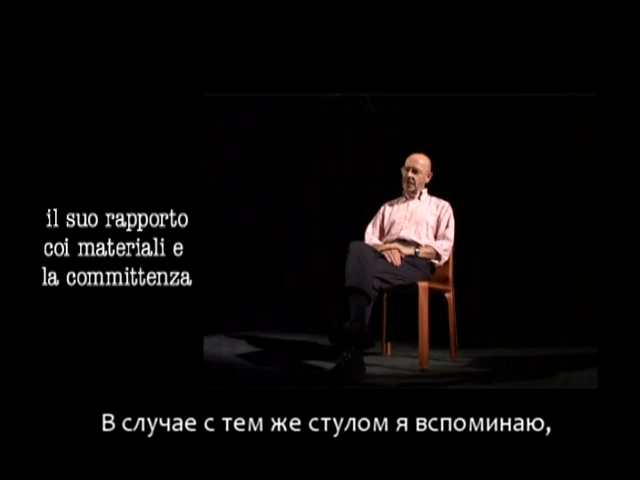 il suo rapporto
coi materiali e
la committenza
В случае с тем же стулом я вспоминаю,